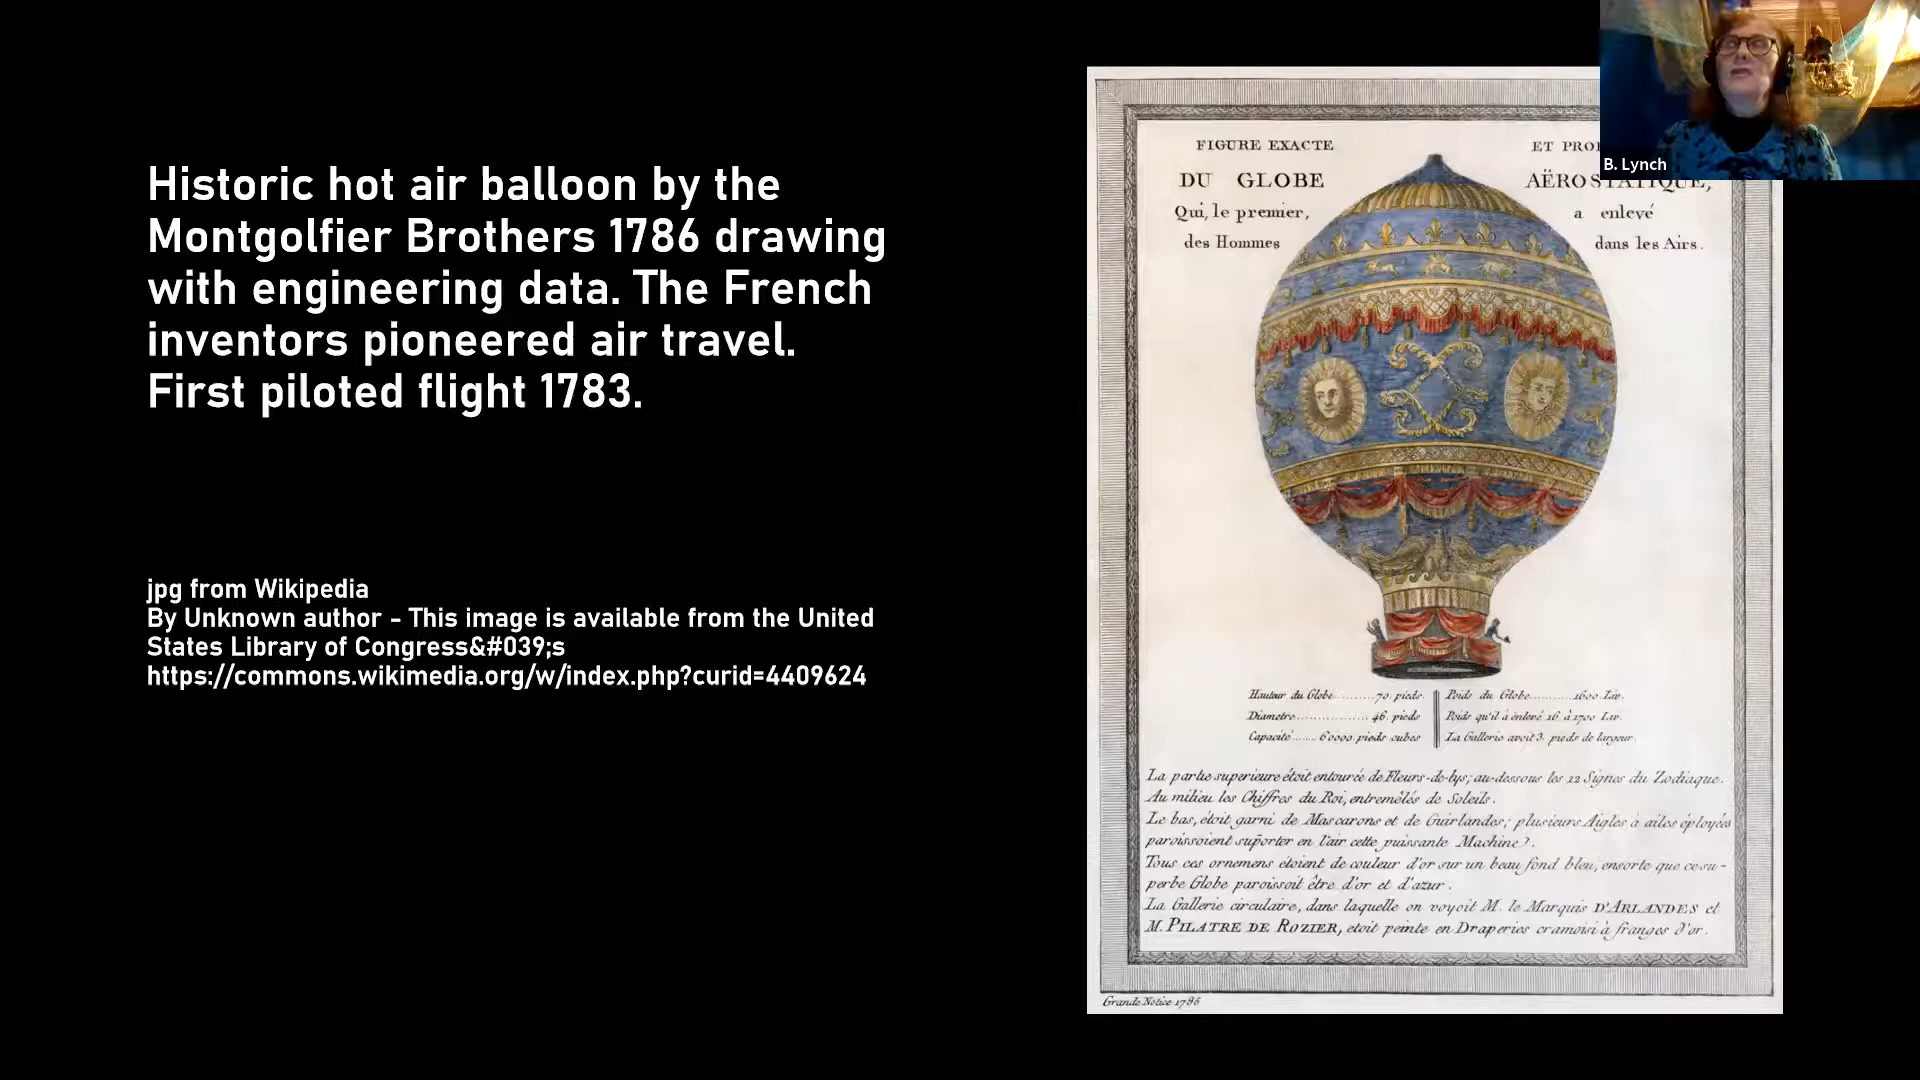 Historic hot air balloon by the
Montgolfier Brothers 1786 drawing
with engineering data. The French
inventors pioneered air travel.
First piloted flight 1783.
jpg from Wikipedia
By Unknown author - This image is available from the United
States Library of Congress&#039;s
https://commons.wikimedia.org/w/index.php?curid=4409624
B. Lynch
FIGURE EXACTE ET
DU GLOBE AËROSTATIQUE,
Qui, le premier, a enlevé
des Hommes dans les Airs.
Hauteur du Globe..........70 pieds
Diametre.................. 46 pieds
Capacité.......60000 pieds cubes
Poids du Globe..........1600 Liv.
Poids qu'il à enlevé 16 à 1700 Liv.
La Gallerie avoit 3. pieds de largeur.
La partie superieure étoit entourée de Fleurs-de-lys; au-dessous les 12 Signes du Zodiaque.
Au milieu les Chiffres du Roi, entremêlés de Soleils.
Le bas, étoit garni de Mascarons et de Guirlandes; plusieurs Aigles à ailes éployées
paroissoient suporter en l'air cette puissante Machine.
Tous ces ornemens étoient de couleur d'or sur un beau fond bleu, ensorte que ce su-
perbe Globe paroissoit être d'or et d'azur.
La Gallerie circulaire, dans laquelle on voyoit M. le Marquis D'ARLANDES et
M. PILATRE DE ROZIER, etoit peinte en Draperies cramoisi à franges d'or.
Grande Notice 1786